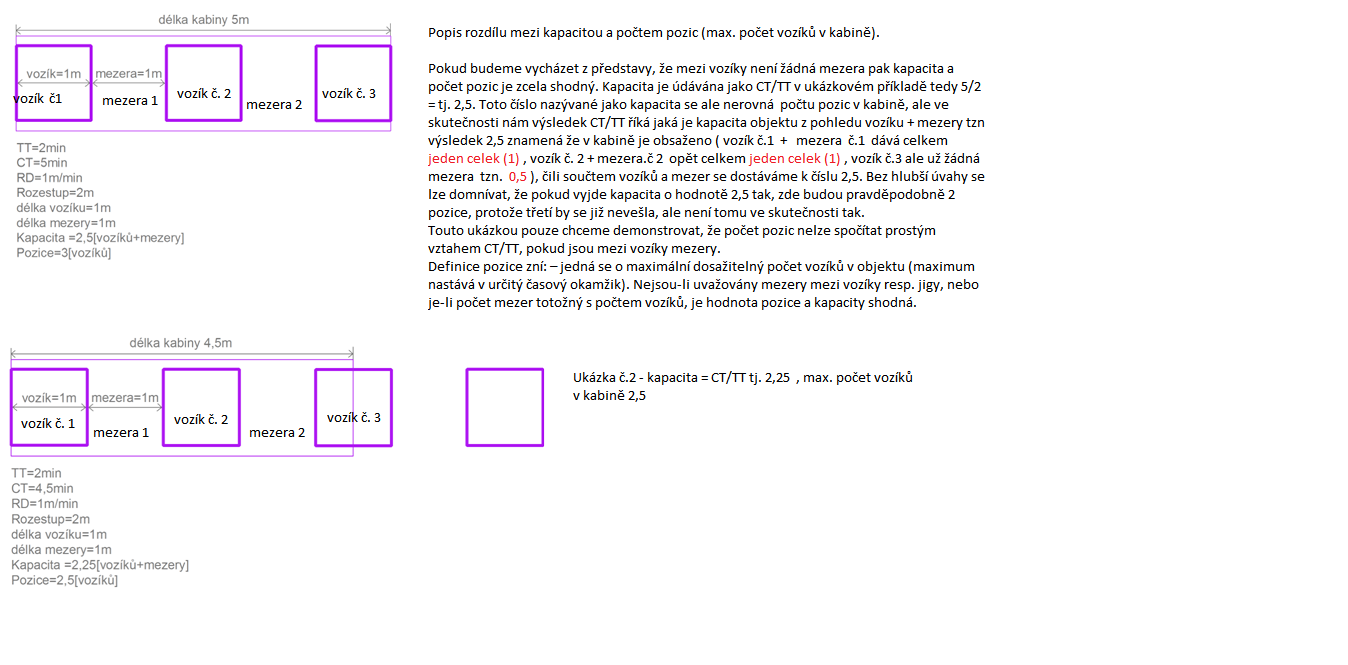 délka kabiny 5m
vozík=1m
mezera=1m
vozík č1
mezera 1
vozík č. 2
mezera 2
vozík č. 3
TT=2min
CT=5min
RD=1m/min
Rozestup=2m
délka vozíku=1m
délka mezery=1m
Kapacita =2,5[vozíků+mezery]
Pozice=3[vozíků]
Popis rozdílu mezi kapacitou a počtem pozic (max. počet vozíků v kabině).
Pokud budeme vycházet z představy, že mezi vozíky není žádná mezera pak kapacita a
počet pozic je zcela shodný. Kapacita je údávána jako CT/TT v ukázkovém příkladě tedy 5/2
= tj. 2,5. Toto číslo nazývané jako kapacita se ale nerovná počtu pozic v kabině, ale ve
skutečnosti nám výsledek CT/TT říká jaká je kapacita objektu z pohledu vozíku + mezery tzn
výsledek 2,5 znamená že v kabině je obsaženo ( vozík č.1 + mezera č.1 dává celkem
jeden celek (1) , vozík č. 2 + mezera.č 2 opět celkem jeden celek (1) , vozík č.3 ale už žádná
mezera tzn. 0,5 ), čili součtem vozíků a mezer se dostáváme k číslu 2,5. Bez hlubší úvahy se
lze domnívat, že pokud vyjde kapacita o hodnotě 2,5 tak, zde budou pravděpodobně 2
pozice, protože třetí by se již nevešla, ale není tomu ve skutečnosti tak.
Touto ukázkou pouze chceme demonstrovat, že počet pozic nelze spočítat prostým
vztahem CT/TT, pokud jsou mezi vozíky mezery.
Definice pozice zní: – jedná se o maximální dosažitelný počet vozíků v objektu (maximum
nastává v určitý časový okamžik). Nejsou-li uvažovány mezery mezi vozíky resp. jigy, nebo
je-li počet mezer totožný s počtem vozíků, je hodnota pozice a kapacity shodná.
délka kabiny 4,5m
vozík=1m
mezera=1m
vozík č. 1
mezera 1
vozík č. 2
mezera 2
vozík č. 3
TT=2min
CT=4,5min
RD=1m/min
Rozestup=2m
délka vozíku=1m
délka mezery=1m
Kapacita =2,25[vozíků+mezery]
Pozice=2,5[vozíků]
Ukázka č.2 - kapacita = CT/TT tj. 2,25 , max. počet vozíků
v kabině 2,5